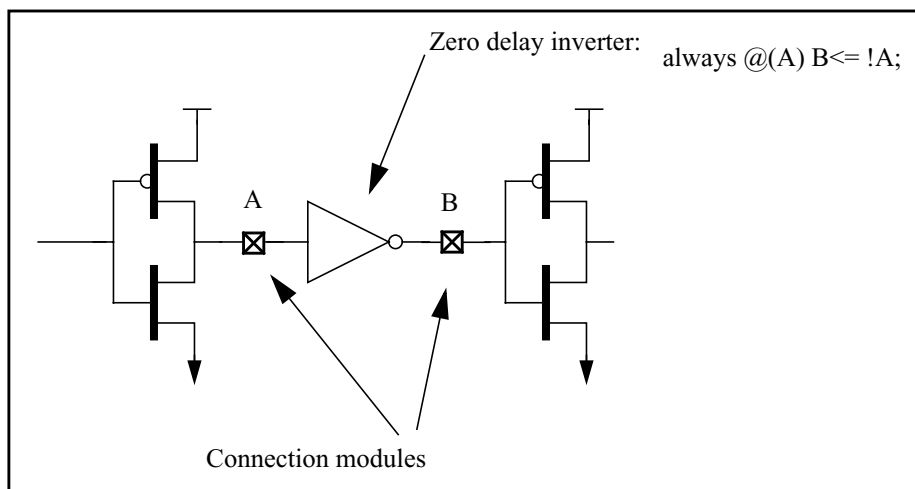 Zero delay inverter:
always @(A) B<= !A;
A
B
Connection modules